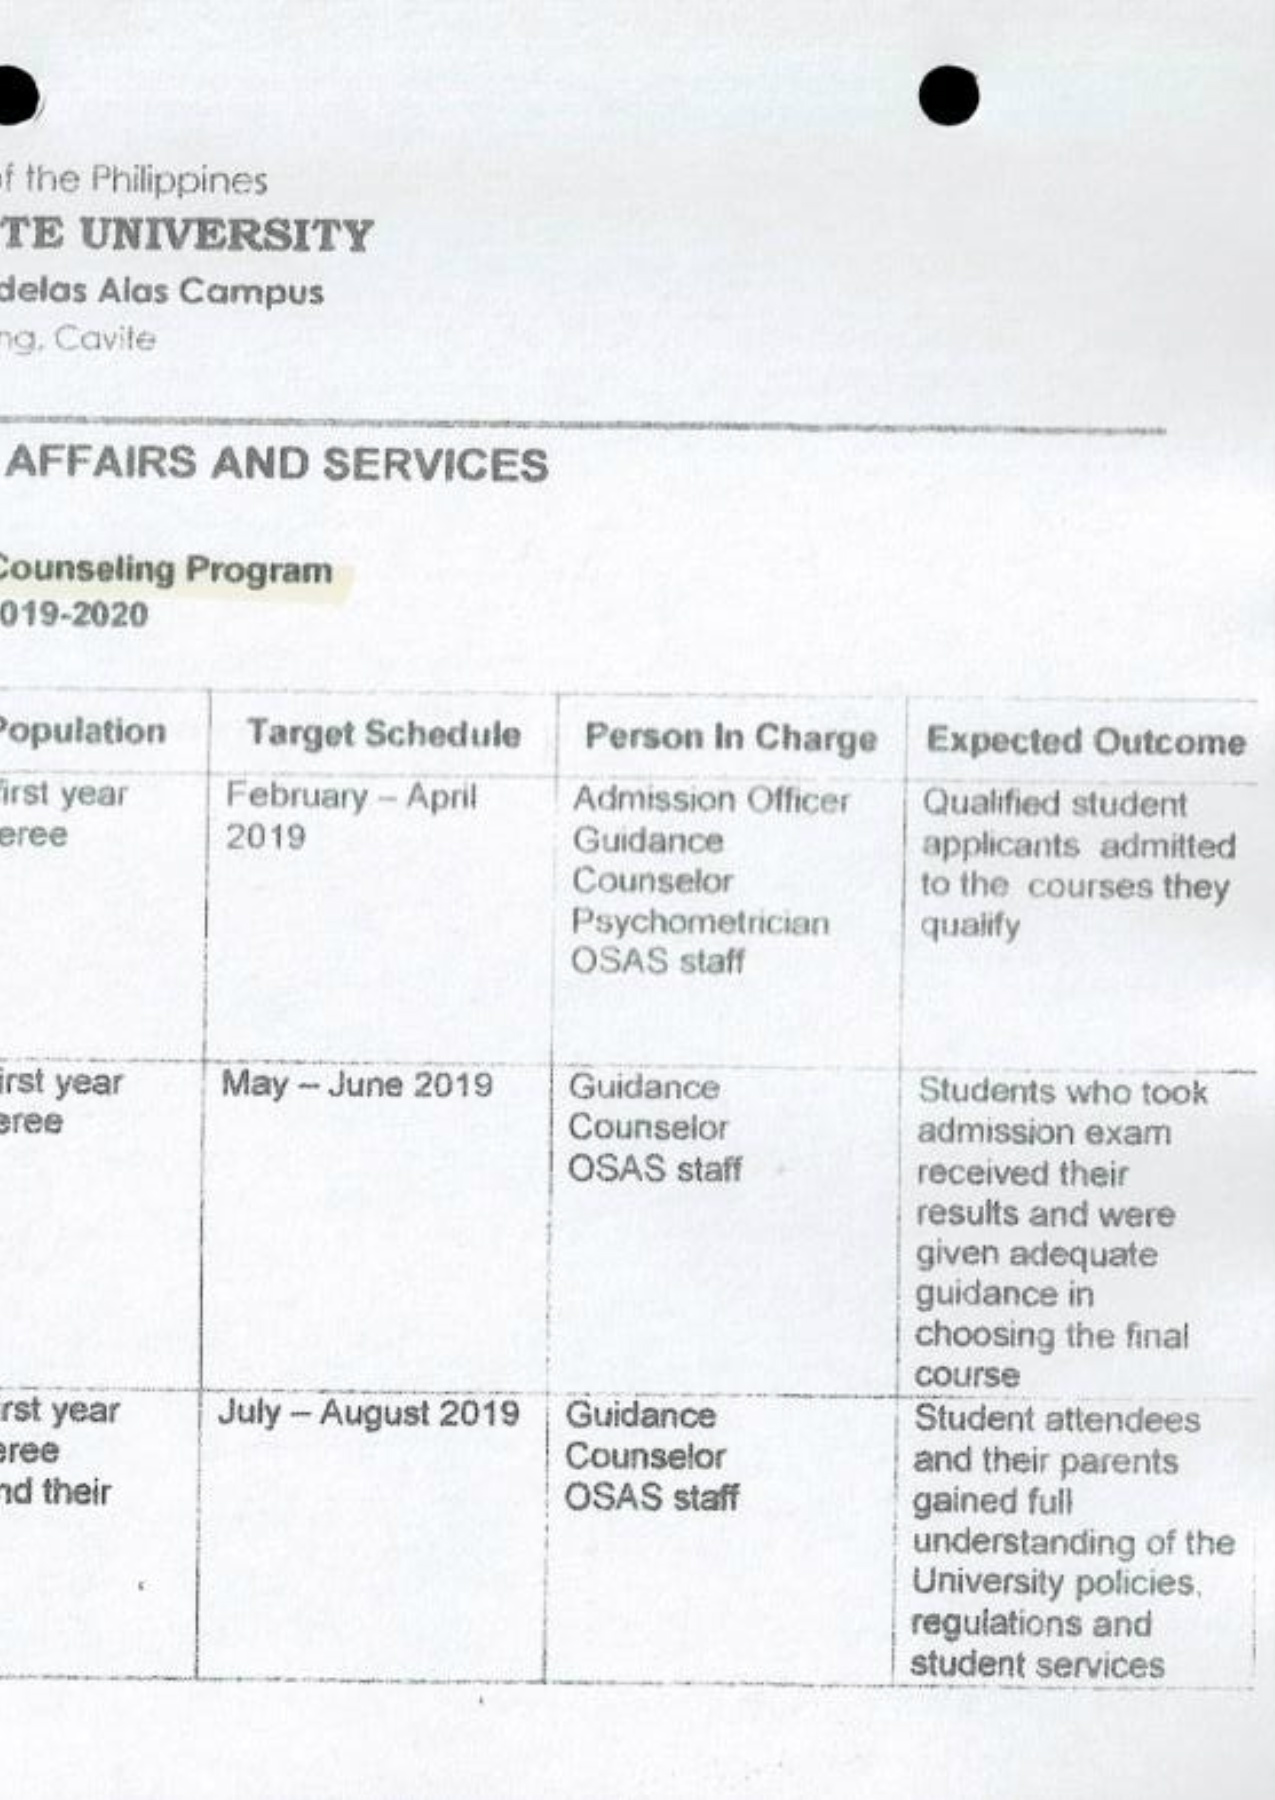 of the Philippines
TE UNIVERSITY
delas Alas Campus
ng, Cavite
AFFAIRS AND SERVICES
Counseling Program
019-2020
Population
Target Schedule
Person In Charge
Expected Outcome
first year
eree
February – April
2019
Admission Officer
Guidance
Counselor
Psychometrician
OSAS staff
Qualified student
applicants admitted
to the courses they
qualify
irst year
eree
May – June 2019
Guidance
Counselor
OSAS staff
Students who took
admission exam
received their
results and were
given adequate
guidance in
choosing the final
course
rst year
eree
nd their
July – August 2019
Guidance
Counselor
OSAS staff
Student attendees
and their parents
gained full
understanding of the
University policies,
regulations and
student services